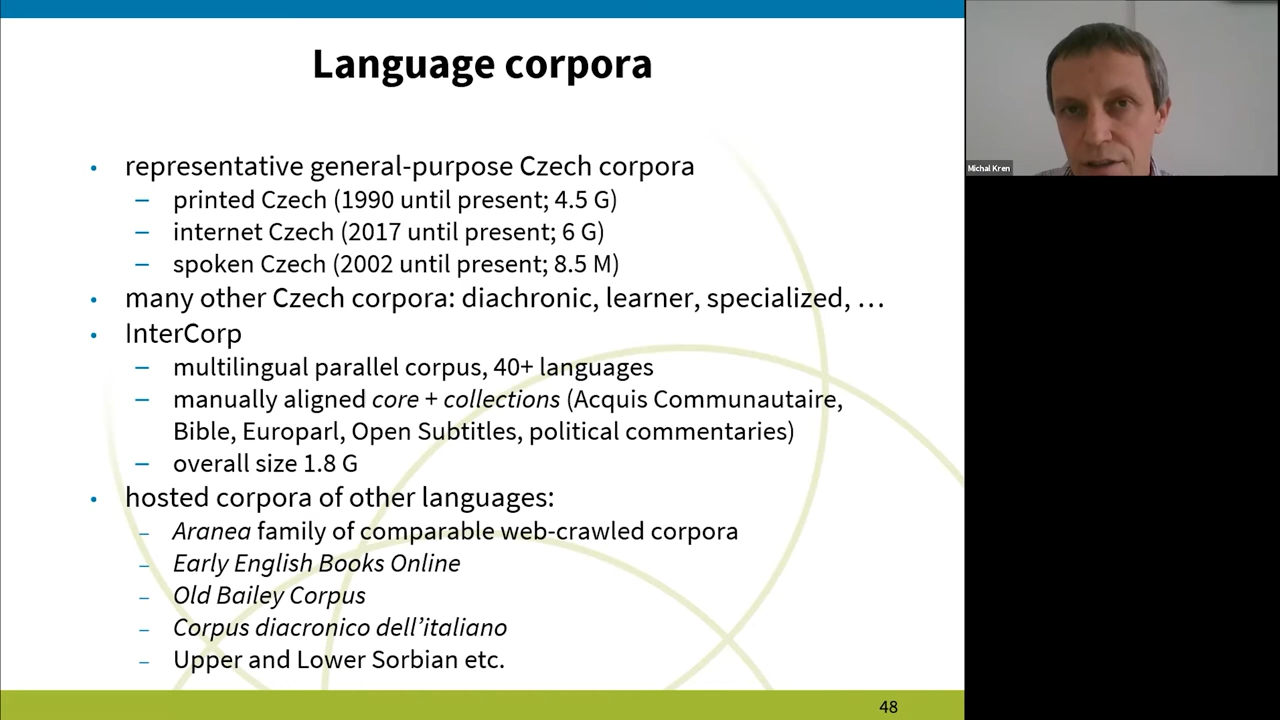 Language corpora
• representative general-purpose Czech corpora
– printed Czech (1990 until present; 4.5 G)
– internet Czech (2017 until present; 6 G)
– spoken Czech (2002 until present; 8.5 M)
• many other Czech corpora: diachronic, learner, specialized, …
• InterCorp
– multilingual parallel corpus, 40+ languages
– manually aligned core + collections (Acquis Communautaire,
Bible, Europarl, Open Subtitles, political commentaries)
– overall size 1.8 G
• hosted corpora of other languages:
– Aranea family of comparable web-crawled corpora
– Early English Books Online
– Old Bailey Corpus
– Corpus diacronico dell’italiano
– Upper and Lower Sorbian etc.
48
Michal Kren